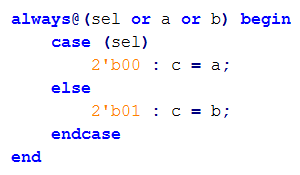 always@(sel or a or b) begin
case (sel)
2'b00 : c = a;
else
2'b01 : c = b;
endcase
end